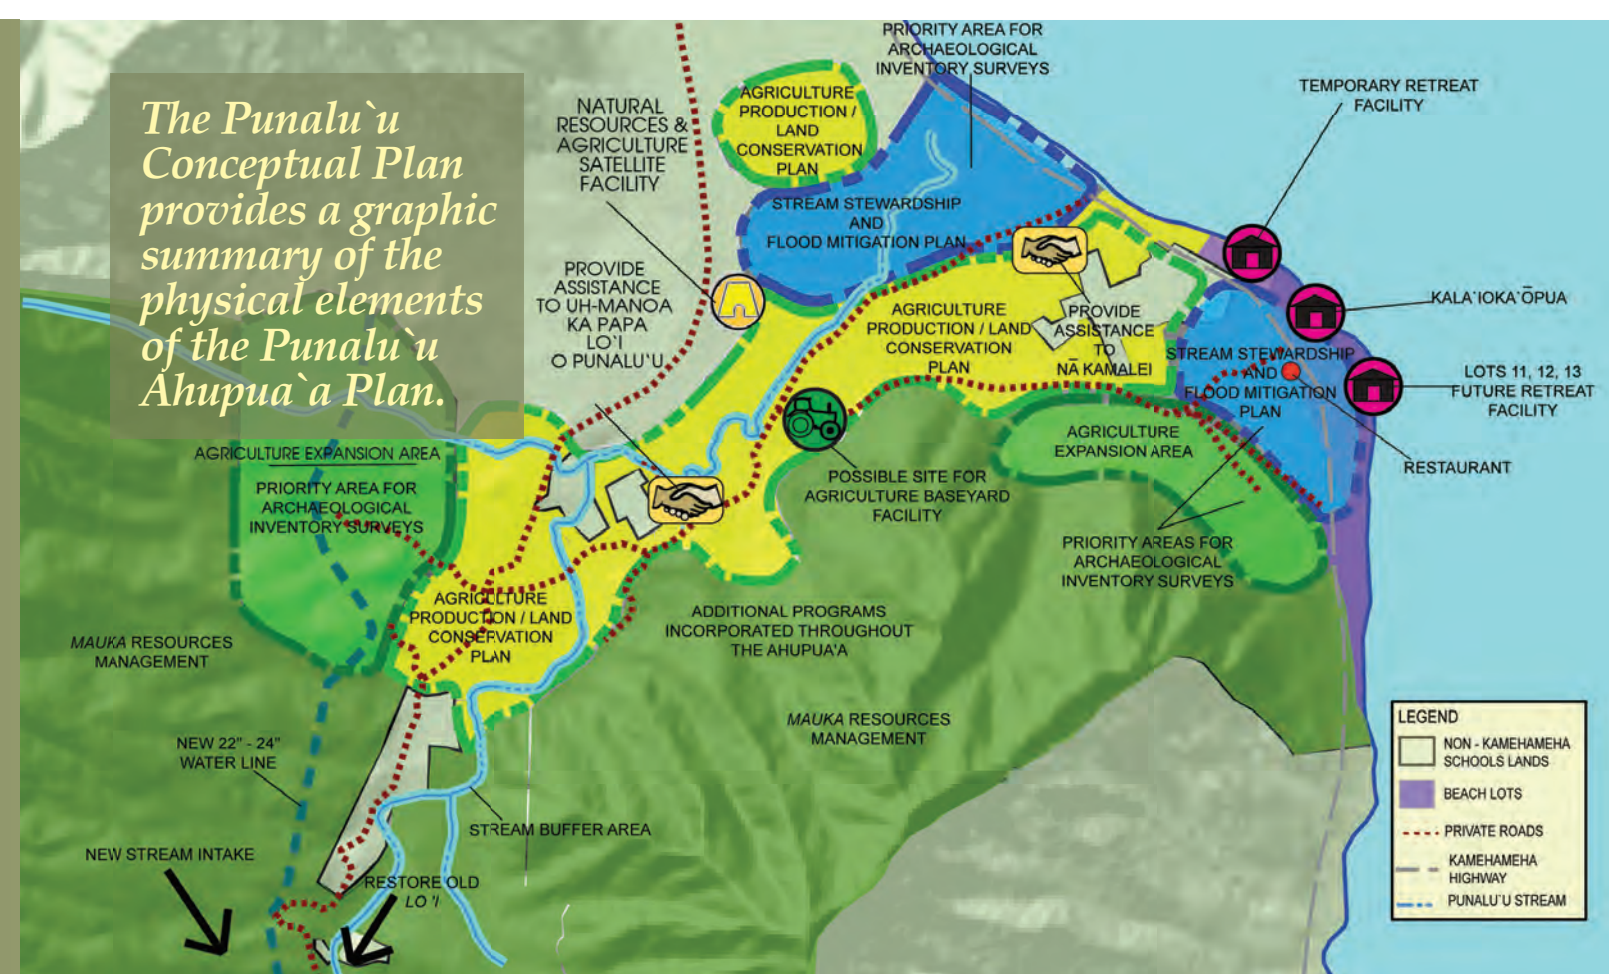 The Punalu`u
Conceptual Plan
provides a graphic
summary of the
physical elements
of the Punalu`u
Ahupua`a Plan.
PRIORITY AREA FOR
ARCHAEOLOGICAL
INVENTORY SURVEYS
TEMPORARY RETREAT
FACILITY
NATURAL
RESOURCES &
AGRICULTURE
SATELLITE
FACILITY
AGRICULTURE
PRODUCTION /
LAND
CONSERVATION
PLAN
STREAM STEWARDSHIP
AND
FLOOD MITIGATION PLAN
PROVIDE
ASSISTANCE
TO UH-MANOA
KA PAPA
LO'I
O PUNALU'U
AGRICULTURE
PRODUCTION / LAND
CONSERVATION
PLAN
PROVIDE
ASSISTANCE
TO
NĀ KAMALEI
KALA'IOKA'ŌPUA
STREAM STEWARDSHIP
AND
FLOOD MITIGATION
PLAN
LOTS 11, 12, 13
FUTURE RETREAT
FACILITY
RESTAURANT
AGRICULTURE EXPANSION AREA
PRIORITY AREA FOR
ARCHAEOLOGICAL
INVENTORY SURVEYS
AGRICULTURE
EXPANSION AREA
POSSIBLE SITE FOR
AGRICULTURE BASEYARD
FACILITY
PRIORITY AREAS FOR
ARCHAEOLOGICAL
INVENTORY SURVEYS
AGRICULTURE
PRODUCTION / LAND
CONSERVATION
PLAN
ADDITIONAL PROGRAMS
INCORPORATED THROUGHOUT
THE AHUPUA'A
MAUKA RESOURCES
MANAGEMENT
MAUKA RESOURCES
MANAGEMENT
NEW 22" - 24"
WATER LINE
STREAM BUFFER AREA
NEW STREAM INTAKE
RESTORE OLD
LO 'I
LEGEND
NON - KAMEHAMEHA
SCHOOLS LANDS
BEACH LOTS
PRIVATE ROADS
KAMEHAMEHA
HIGHWAY
PUNALU'U STREAM